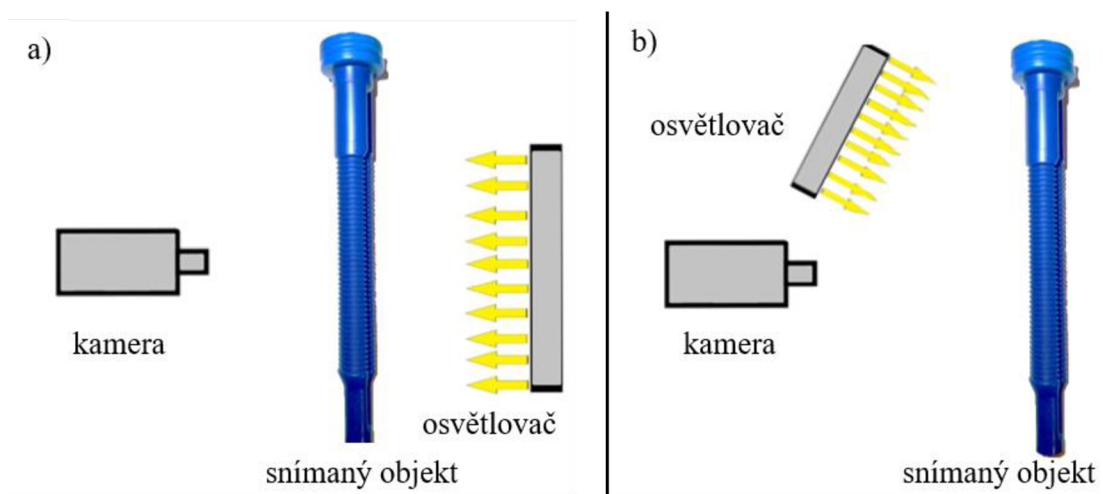 a)
kamera
osvětlovač
snímaný objekt
b)
osvětlovač
kamera
snímaný objekt